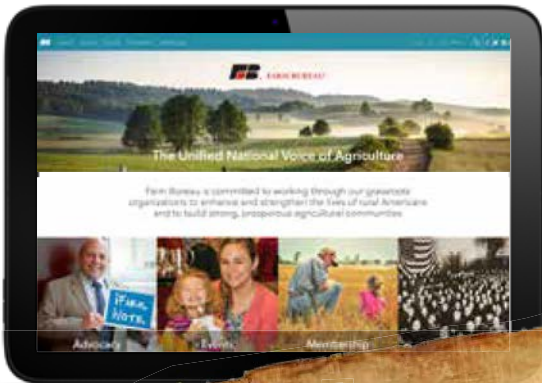 FB FARM BUREAU
The Unified National Voice of Agriculture
Farm Bureau is committed to working through our grassroots
organizations to enhance and strengthen the lives of rural Americans
and to build strong, prosperous agricultural communities
iFARM
iVOTE.
Advocacy Events Membership